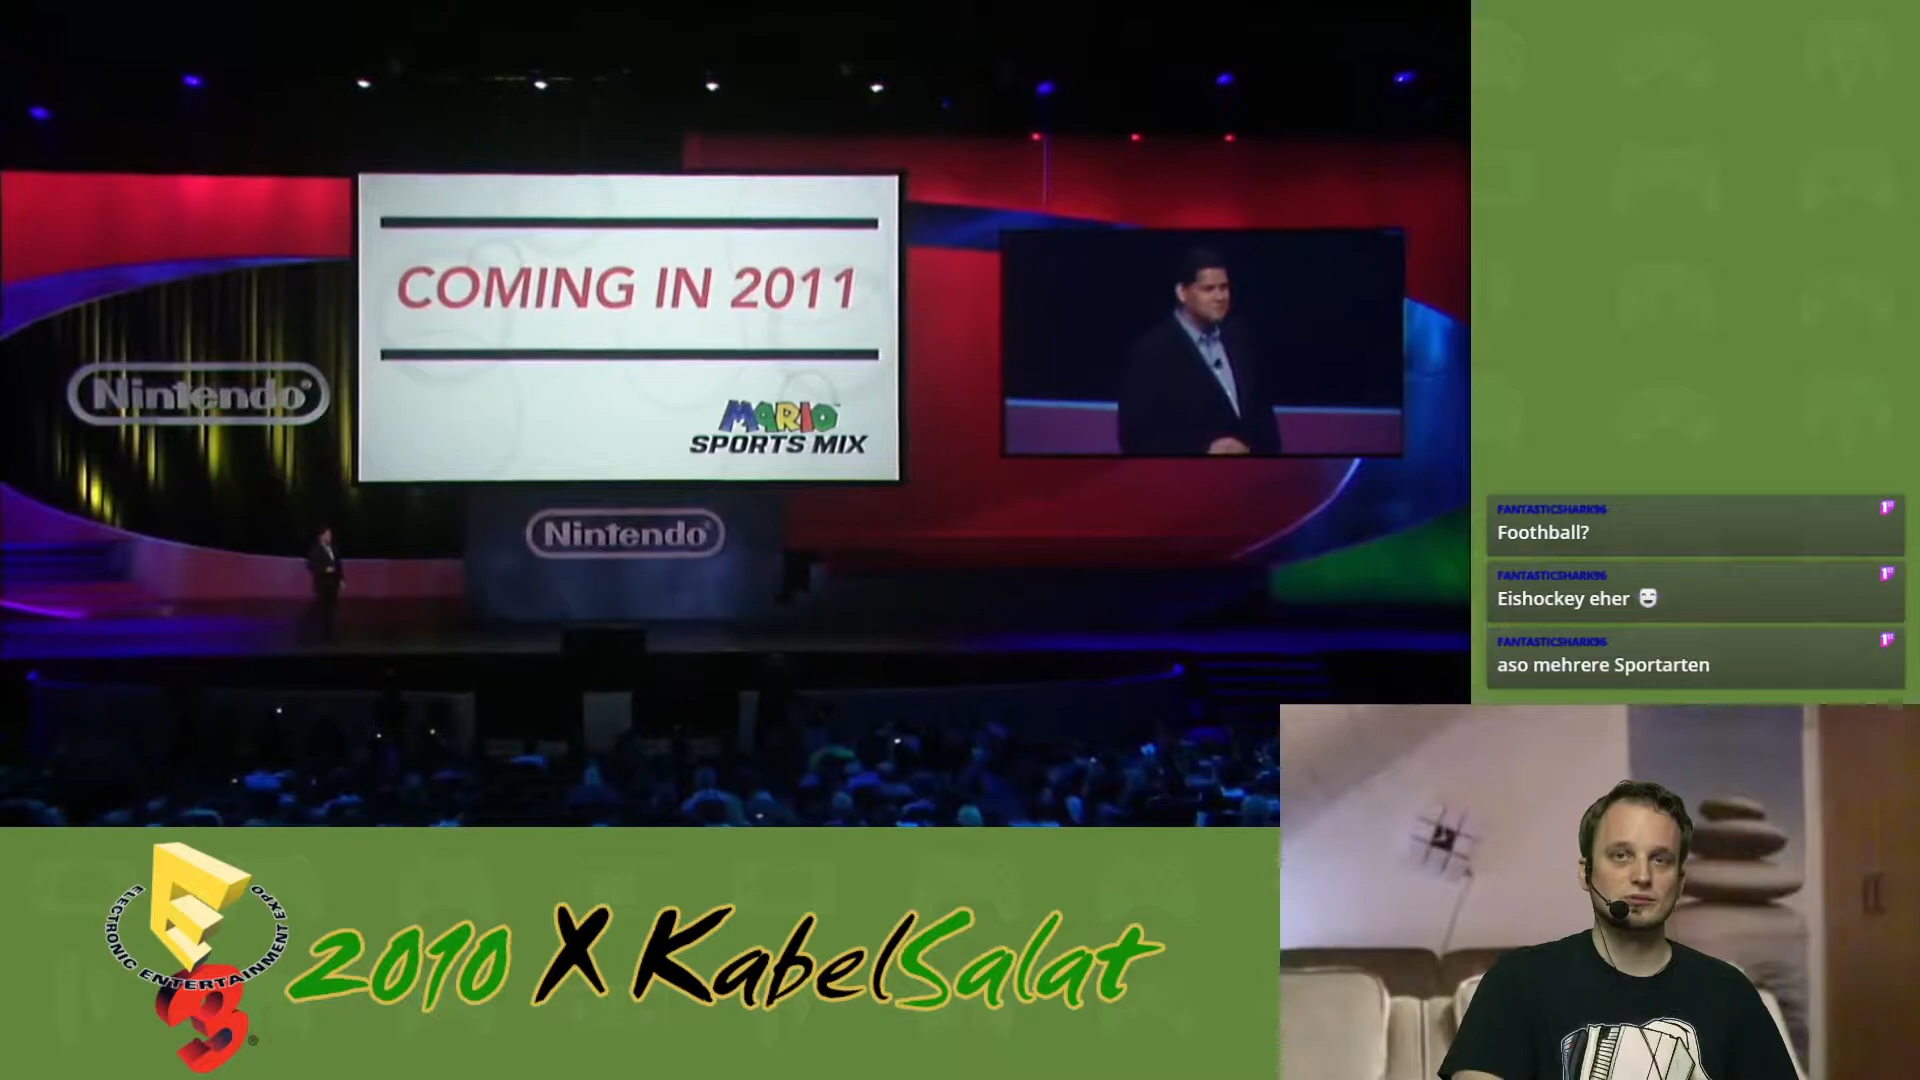 COMING IN 2011
MARIO
SPORTS MIX
Nintendo®
Nintendo®
FANTASTICSHARK96
Foothball?
FANTASTICSHARK96
Eishockey eher
FANTASTICSHARK96
aso mehrere Sportarten
E3
ELECTRONIC ENTERTAINMENT EXPO
2010 X KabelSalat